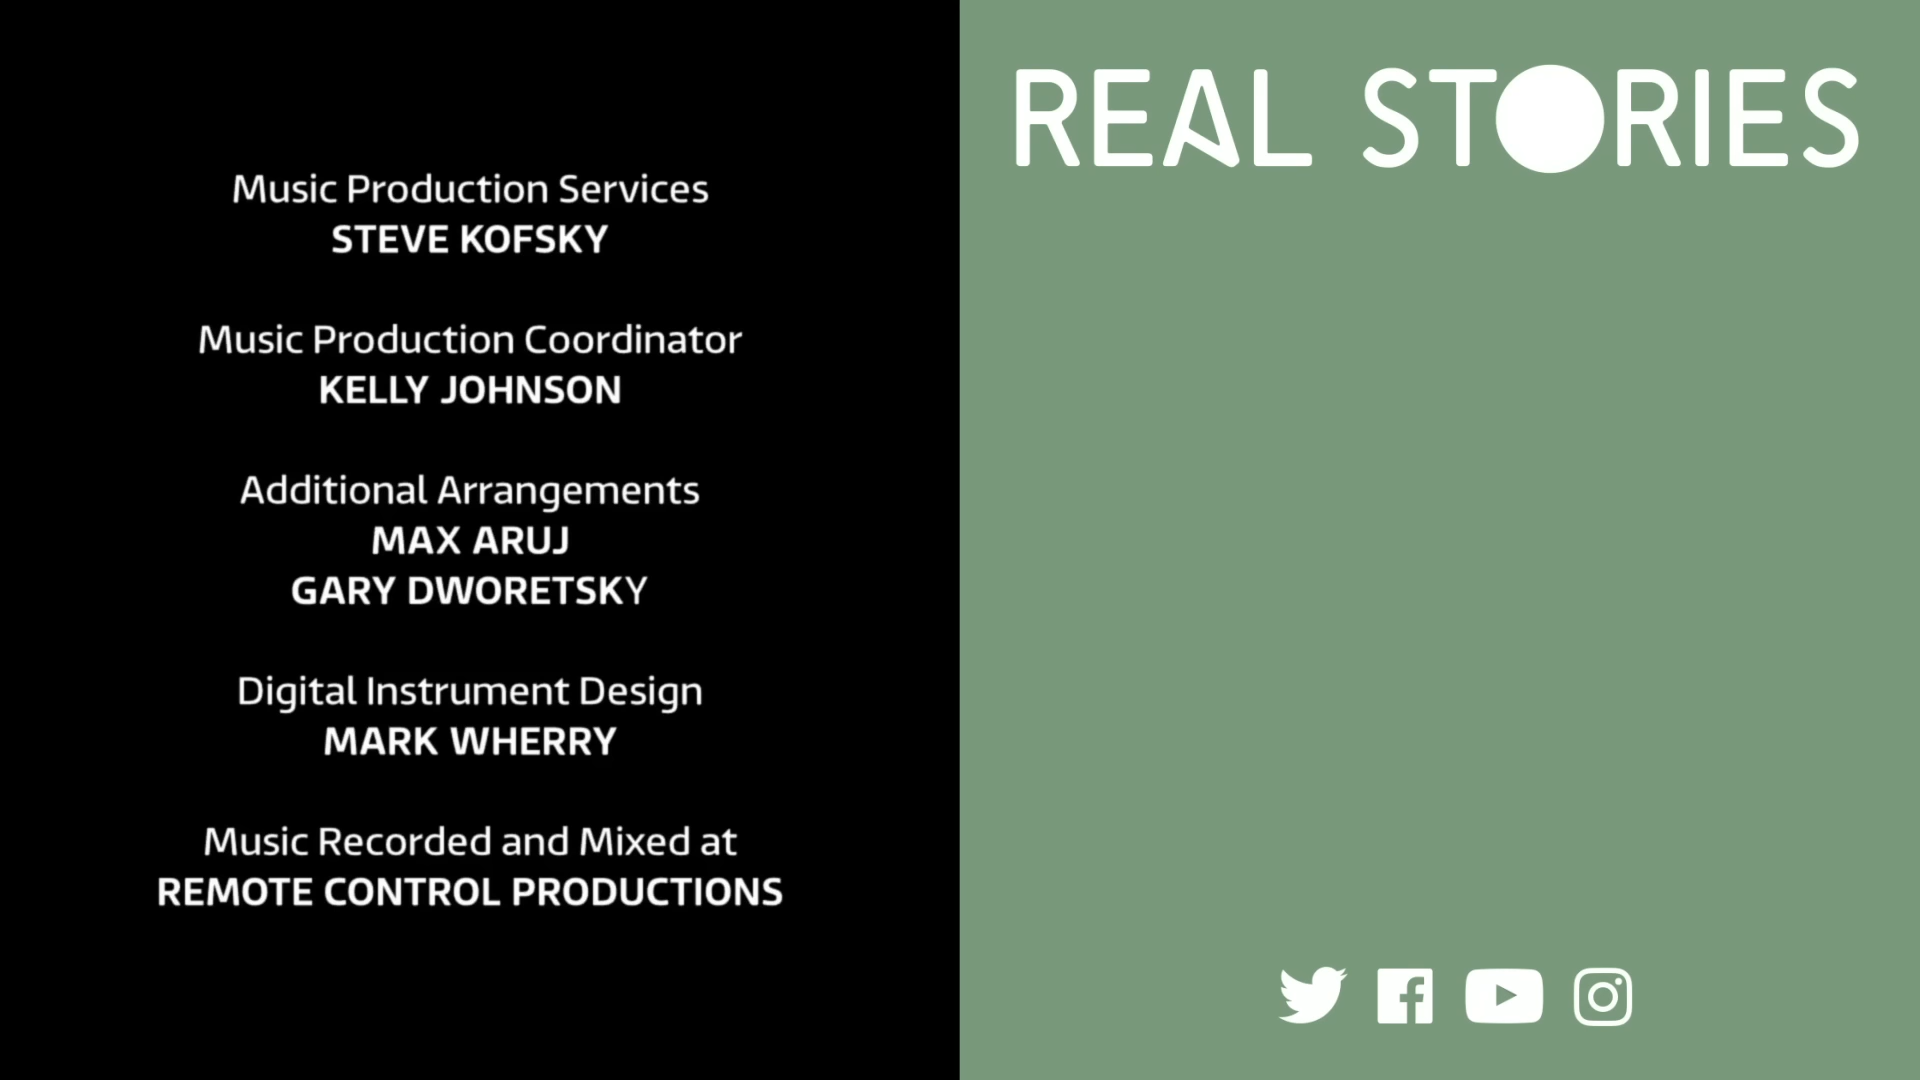 Music Production Services
STEVE KOFSKY
Music Production Coordinator
KELLY JOHNSON
Additional Arrangements
MAX ARUJ
GARY DWORETSKY
Digital Instrument Design
MARK WHERRY
Music Recorded and Mixed at
REMOTE CONTROL PRODUCTIONS
REAL STORIES